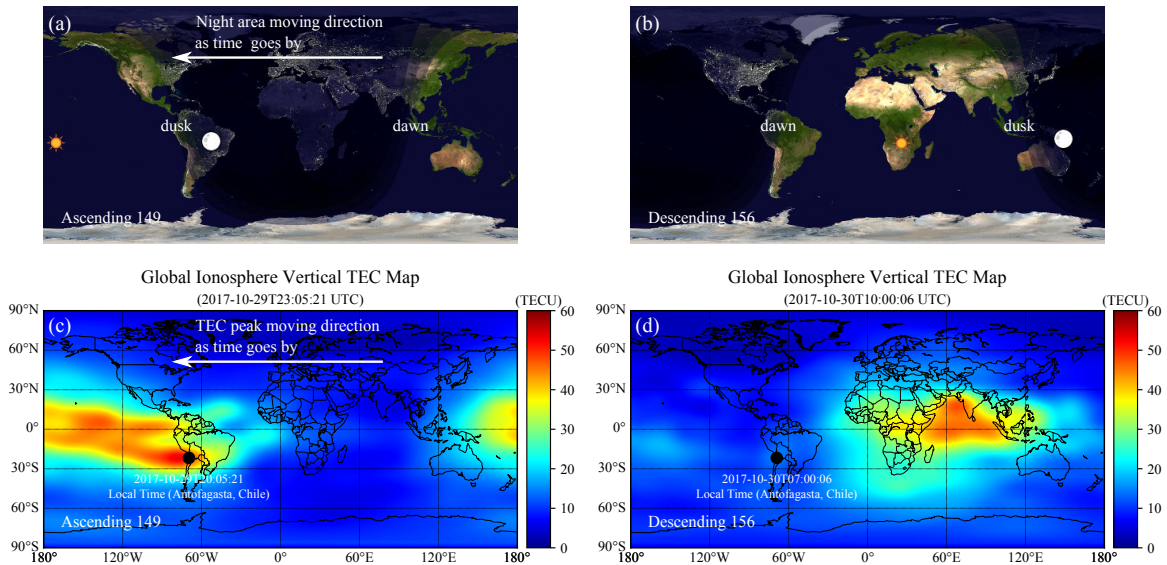 (a)
Night area moving direction
as time goes by
dusk
dawn
Ascending 149
(b)
dawn
dusk
Descending 156
Global Ionosphere Vertical TEC Map
(2017-10-29T23:05:21 UTC)
(TECU)
(c)
TEC peak moving direction
as time goes by
90°N
60°N
30°N
0°
30°S
60°S
90°S
2017-10-29T20:05:21
Local Time (Antofagasta, Chile)
Ascending 149
180°
120°W
60°W
0°
60°E
120°E
180°
60
50
40
30
20
10
0
Global Ionosphere Vertical TEC Map
(2017-10-30T10:00:06 UTC)
(TECU)
(d)
90°N
60°N
30°N
0°
30°S
60°S
90°S
2017-10-30T07:00:06
Local Time (Antofagasta, Chile)
Descending 156
180°
120°W
60°W
0°
60°E
120°E
180°
60
50
40
30
20
10
0